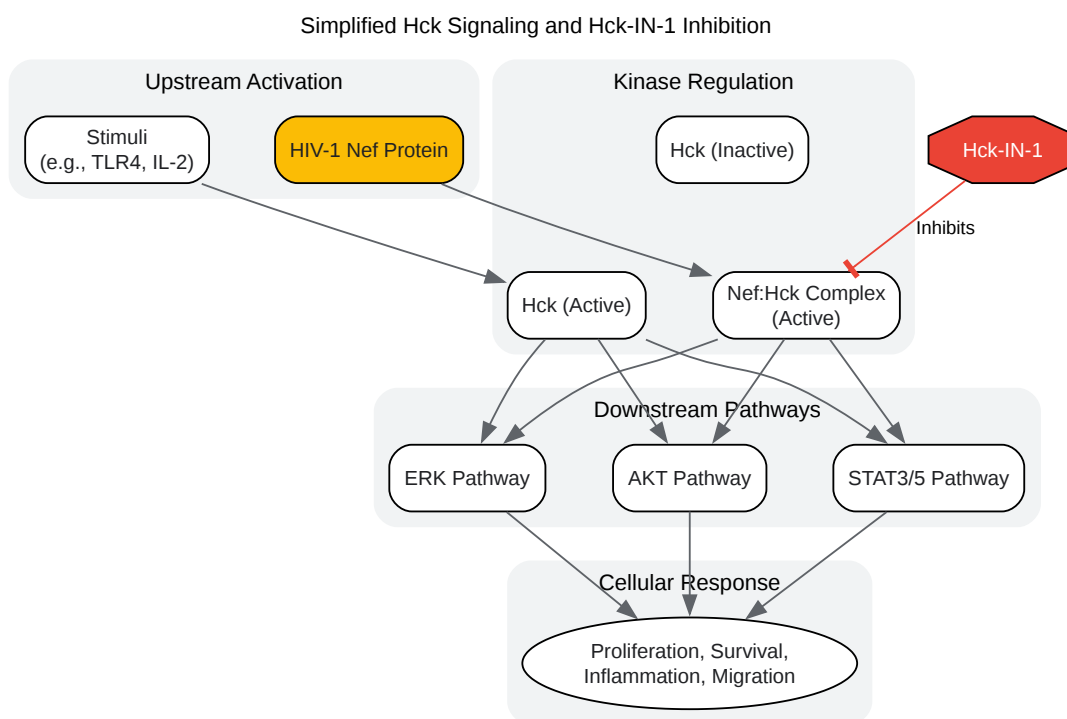 Simplified Hck Signaling and Hck-IN-1 Inhibition
Upstream Activation
Kinase Regulation
Stimuli
(e.g., TLR4, IL-2)
HIV-1 Nef Protein
Hck (Inactive)
Hck-IN-1
Inhibits
Hck (Active)
Nef:Hck Complex
(Active)
Downstream Pathways
ERK Pathway
AKT Pathway
STAT3/5 Pathway
Cellular Response
Proliferation, Survival,
Inflammation, Migration